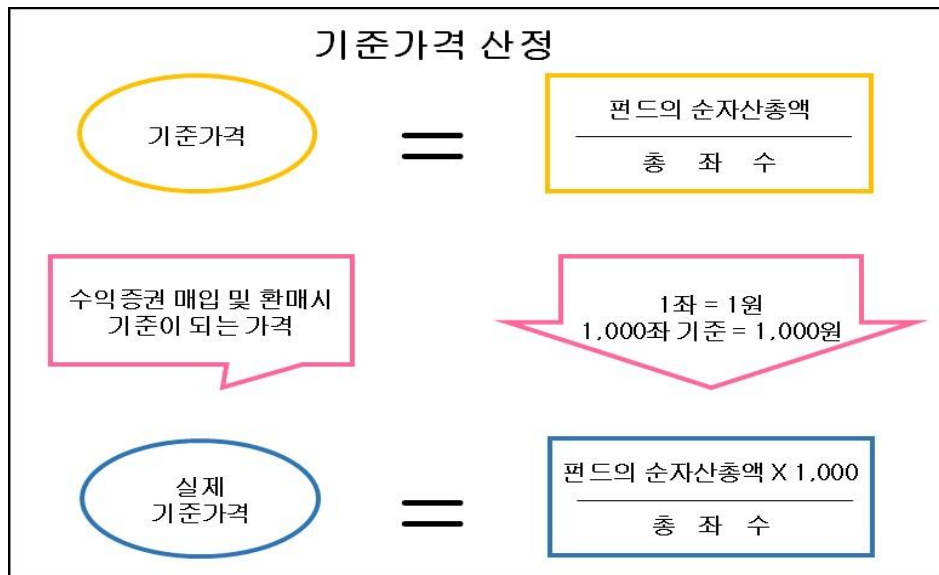 기준가격 산정
기준가격
=
펀드의 순자산총액
총 좌 수
수익증권 매입 및 환매시
기준이 되는 가격
1좌 = 1원
1,000좌 기준 = 1,000원
실제
기준가격
=
펀드의 순자산총액 X 1,000
총 좌 수